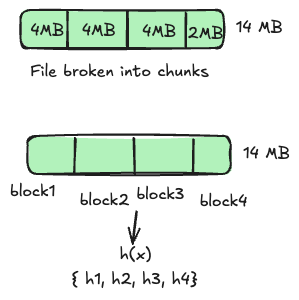 4MB 4MB 4MB 2MB 14 MB
File broken into chunks
14 MB
block1 block2 block3 block4
h(x)
{ h1, h2, h3, h4}